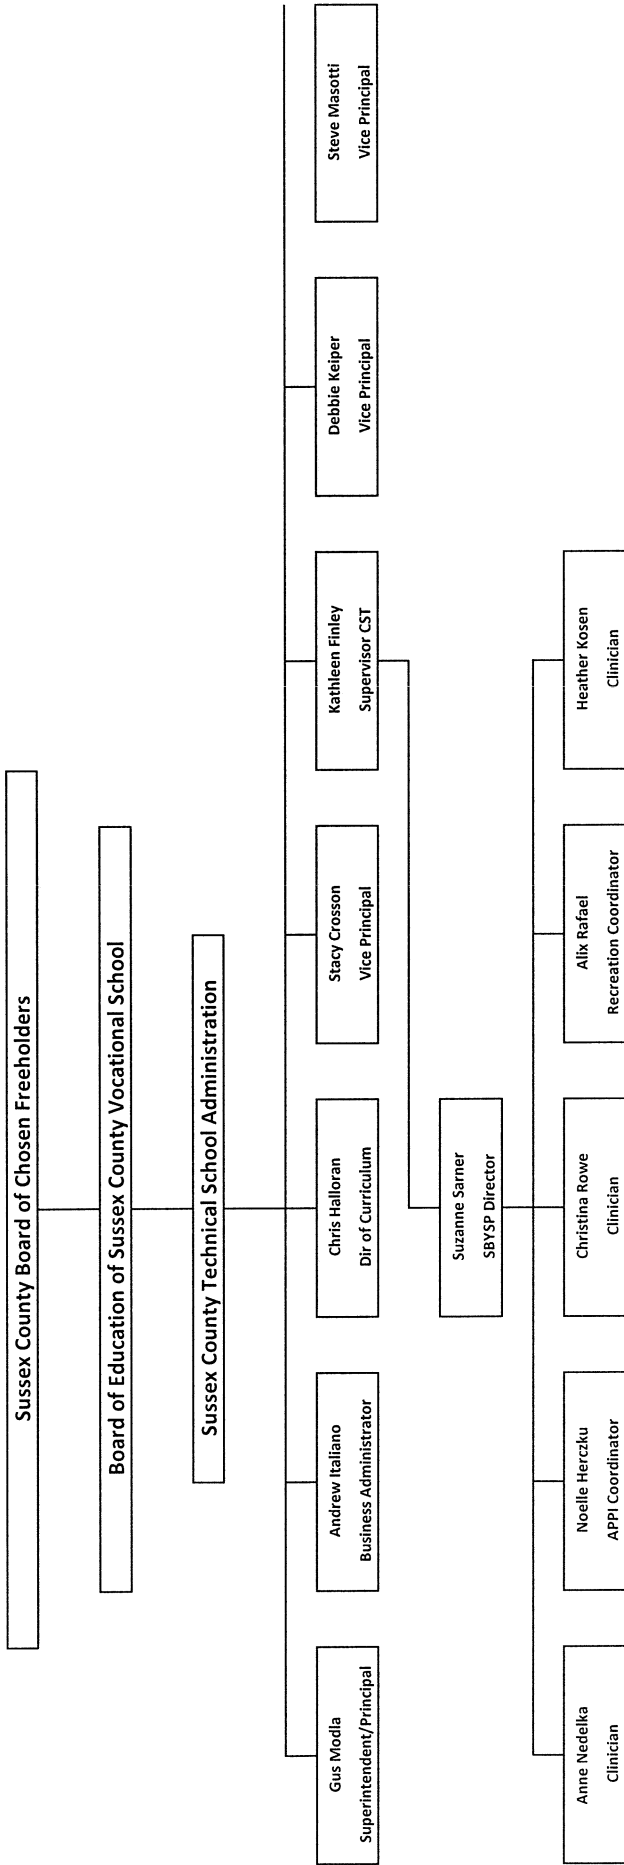 Sussex County Board of Chosen Freeholders
Board of Education of Sussex County Vocational School
Sussex County Technical School Administration
Gus Modla
Superintendent/Principal
Andrew Italiano
Business Administrator
Chris Halloran
Dir of Curriculum
Stacy Crosson
Vice Principal
Kathleen Finley
Supervisor CST
Debbie Keiper
Vice Principal
Steve Masotti
Vice Principal
Suzanne Sarner
SBYSP Director
Anne Nedelka
Clinician
Noelle Herczku
APPI Coordinator
Christina Rowe
Clinician
Alix Rafael
Recreation Coordinator
Heather Kosen
Clinician